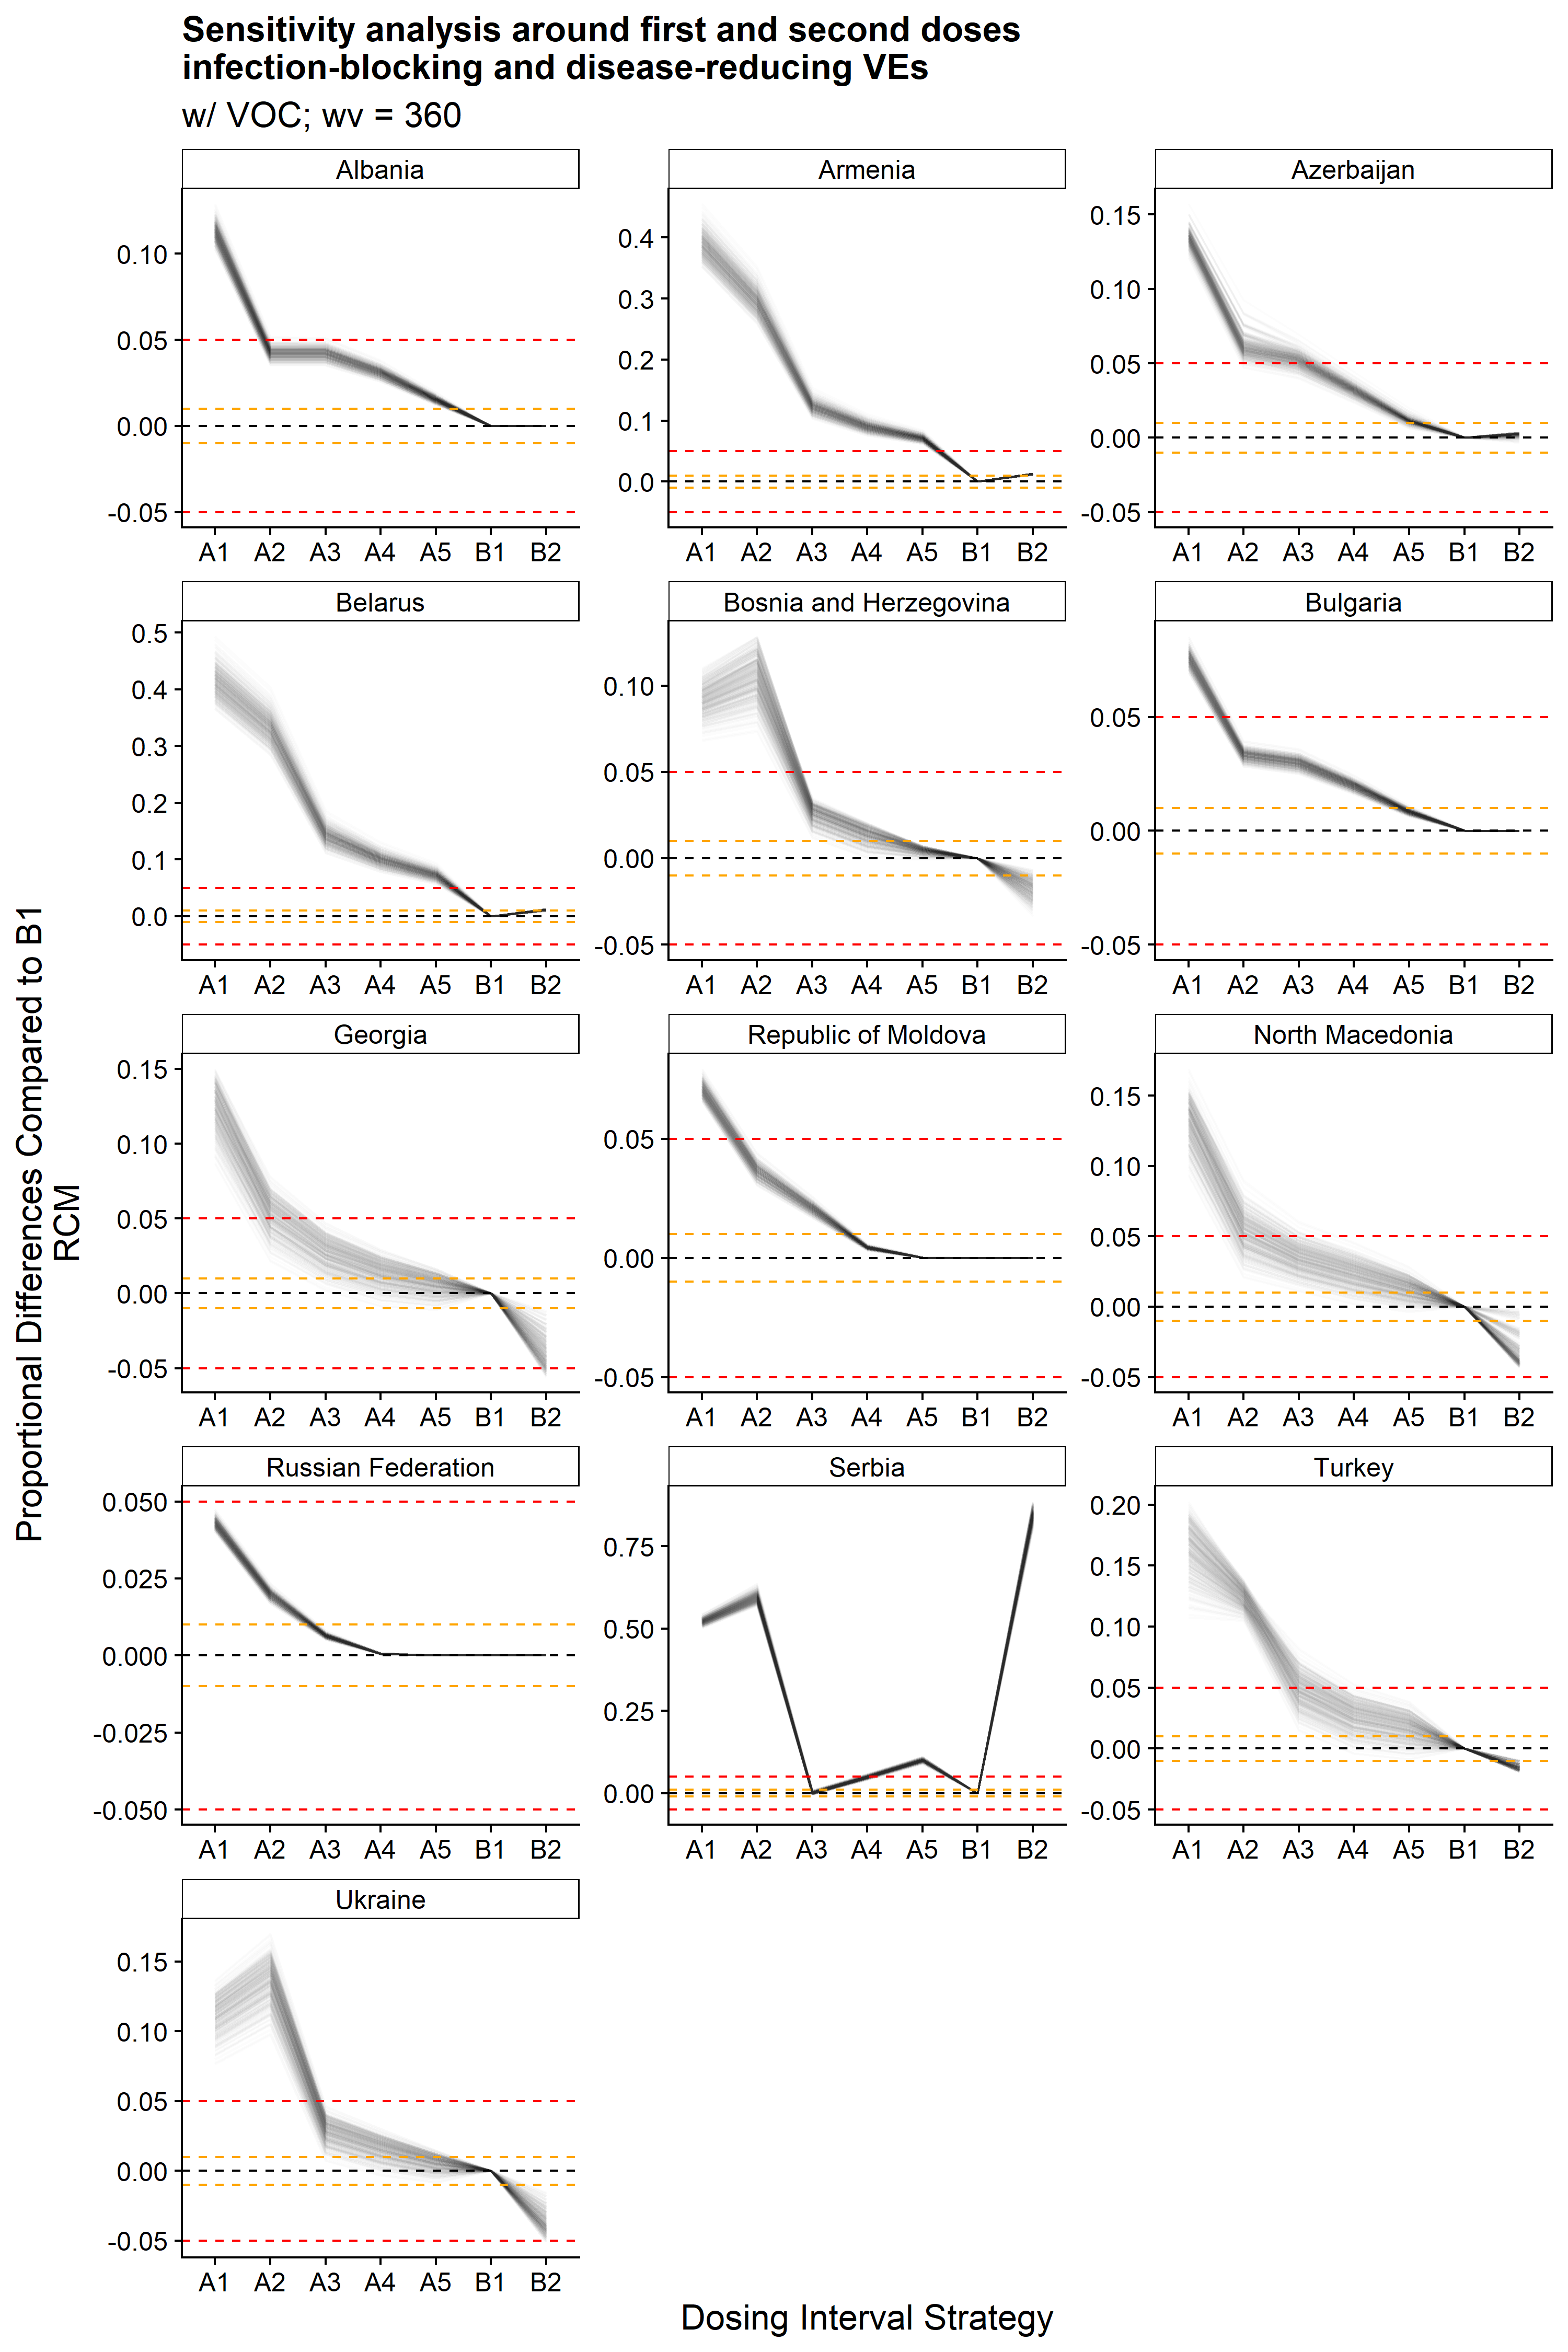 Sensitivity analysis around first and second doses
infection-blocking and disease-reducing VEs
w/ VOC; wv = 360
Proportional Differences Compared to B1
RCM
Albania
0.10
0.05
0.00
-0.05
A1 A2 A3 A4 A5 B1 B2
Armenia
0.4
0.3
0.2
0.1
0.0
A1 A2 A3 A4 A5 B1 B2
Azerbaijan
0.15
0.10
0.05
0.00
-0.05
A1 A2 A3 A4 A5 B1 B2
Belarus
0.5
0.4
0.3
0.2
0.1
0.0
A1 A2 A3 A4 A5 B1 B2
Bosnia and Herzegovina
0.10
0.05
0.00
-0.05
A1 A2 A3 A4 A5 B1 B2
Bulgaria
0.05
0.00
-0.05
A1 A2 A3 A4 A5 B1 B2
Georgia
0.15
0.10
0.05
0.00
-0.05
A1 A2 A3 A4 A5 B1 B2
Republic of Moldova
0.05
0.00
-0.05
A1 A2 A3 A4 A5 B1 B2
North Macedonia
0.15
0.10
0.05
0.00
-0.05
A1 A2 A3 A4 A5 B1 B2
Russian Federation
0.050
0.025
0.000
-0.025
-0.050
A1 A2 A3 A4 A5 B1 B2
Serbia
0.75
0.50
0.25
0.00
A1 A2 A3 A4 A5 B1 B2
Turkey
0.20
0.15
0.10
0.05
0.00
-0.05
A1 A2 A3 A4 A5 B1 B2
Ukraine
0.15
0.10
0.05
0.00
-0.05
A1 A2 A3 A4 A5 B1 B2
Dosing Interval Strategy